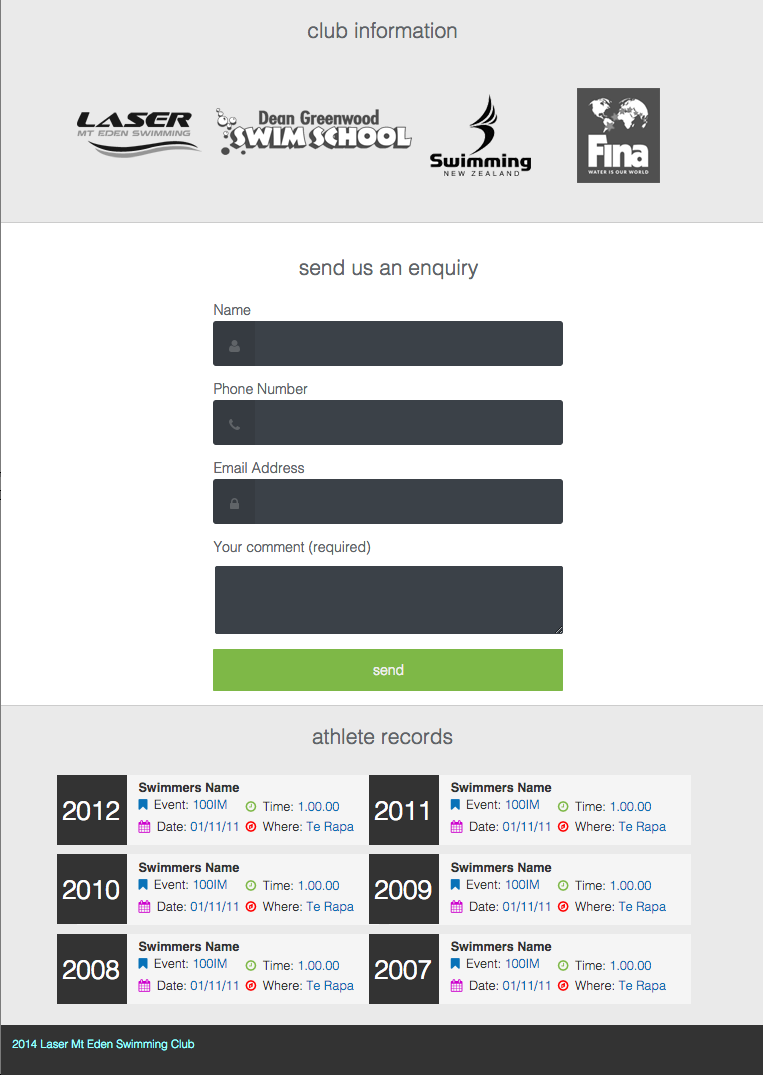 club information
LASER
MT EDEN SWIMMING
Dean Greenwood
SWIM SCHOOL
Swimming
NEW ZEALAND
Fina
WATER IS OUR WORLD
send us an enquiry
Name
Phone Number
Email Address
Your comment (required)
send
athlete records
2012
Swimmers Name
Event: 100IM Time: 1.00.00
Date: 01/11/11 Where: Te Rapa
2011
Swimmers Name
Event: 100IM Time: 1.00.00
Date: 01/11/11 Where: Te Rapa
2010
Swimmers Name
Event: 100IM Time: 1.00.00
Date: 01/11/11 Where: Te Rapa
2009
Swimmers Name
Event: 100IM Time: 1.00.00
Date: 01/11/11 Where: Te Rapa
2008
Swimmers Name
Event: 100IM Time: 1.00.00
Date: 01/11/11 Where: Te Rapa
2007
Swimmers Name
Event: 100IM Time: 1.00.00
Date: 01/11/11 Where: Te Rapa
2014 Laser Mt Eden Swimming Club